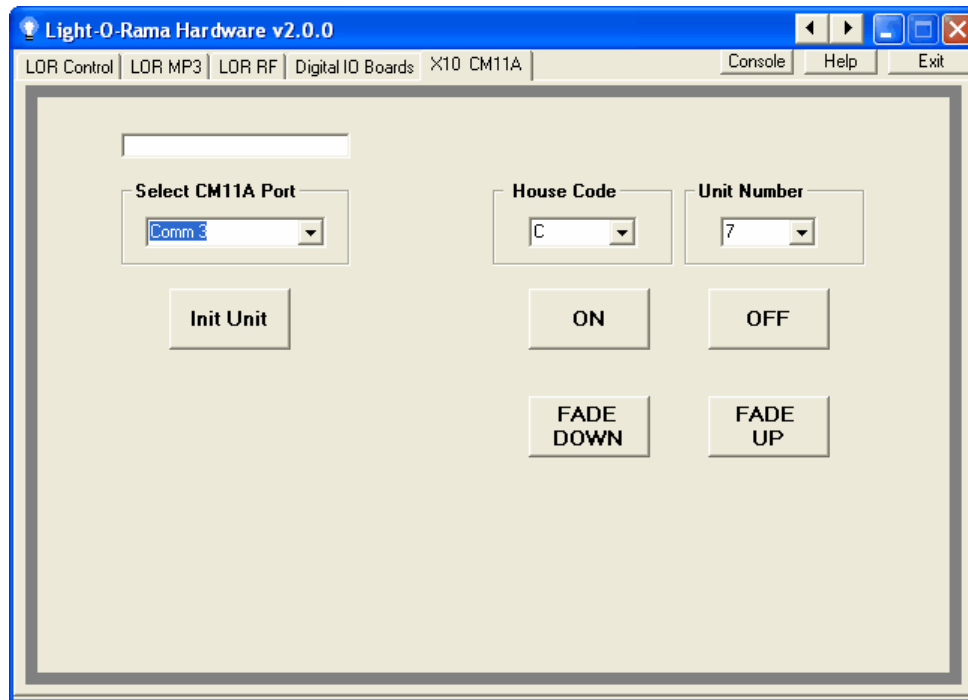 Light-O-Rama Hardware v2.0.0
LOR Control LOR MP3 LOR RF Digital IO Boards X10 CM11A Console Help Exit
Select CM11A Port House Code Unit Number
Comm 3 C 7
Init Unit ON OFF
FADE DOWN
FADE UP